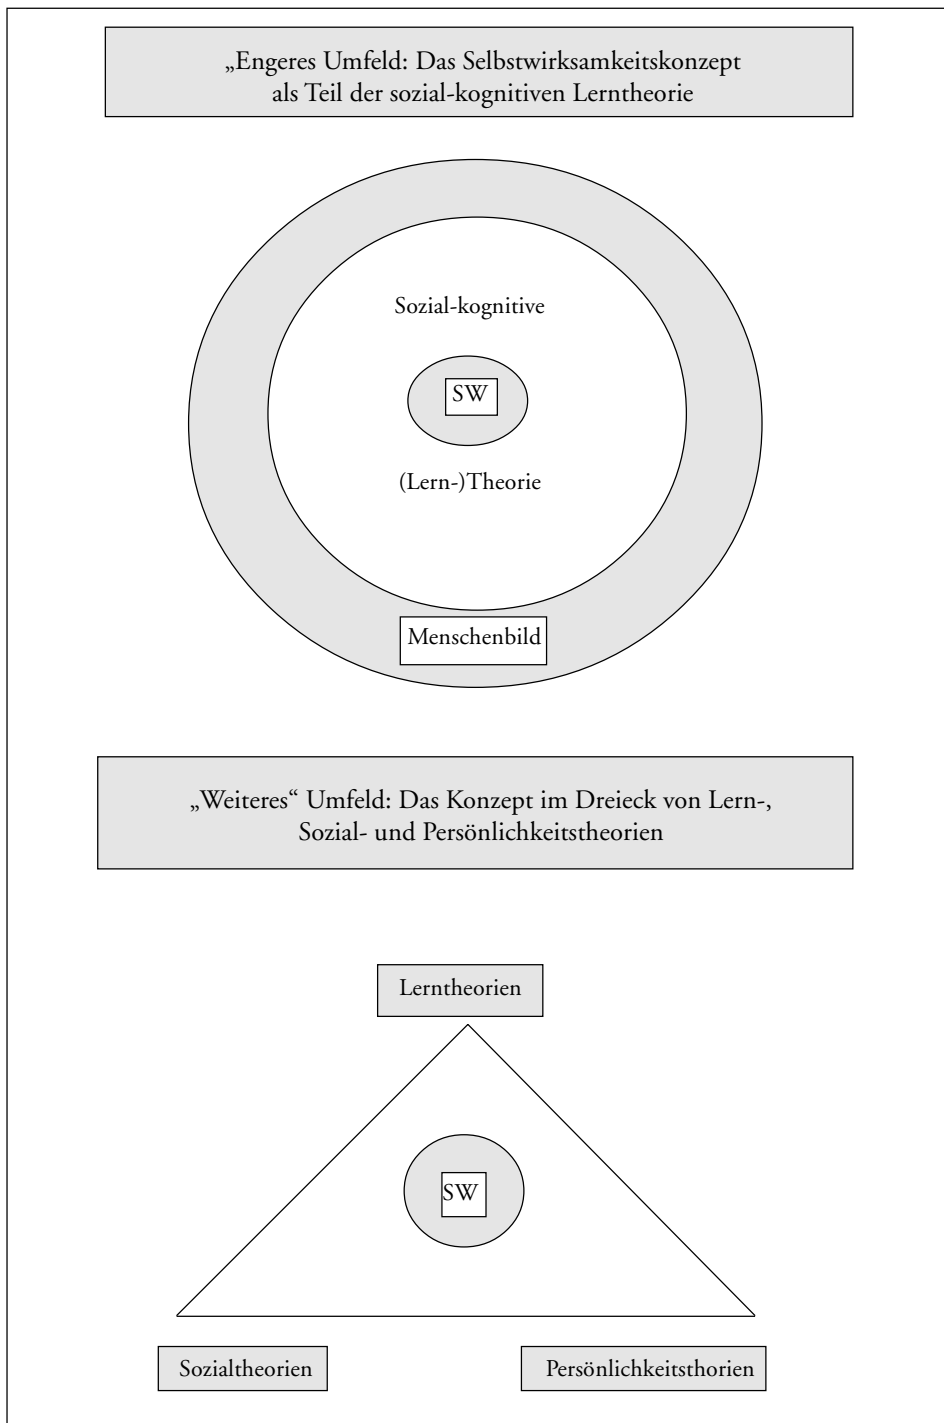 „Engeres Umfeld: Das Selbstwirksamkeitskonzept
als Teil der sozial-kognitiven Lerntheorie
Sozial-kognitive
SW
(Lern-)Theorie
Menschenbild
„Weiteres“ Umfeld: Das Konzept im Dreieck von Lern-,
Sozial- und Persönlichkeitstheorien
Lerntheorien
SW
Sozialtheorien
Persönlichkeitsthorien